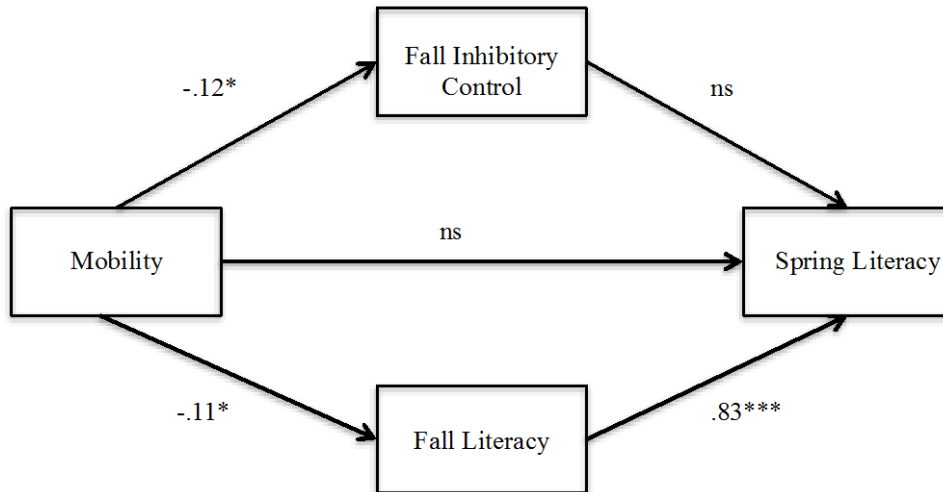 Fall Inhibitory
Control
-.12*
ns
ns
Mobility
Spring Literacy
-.11*
.83***
Fall Literacy